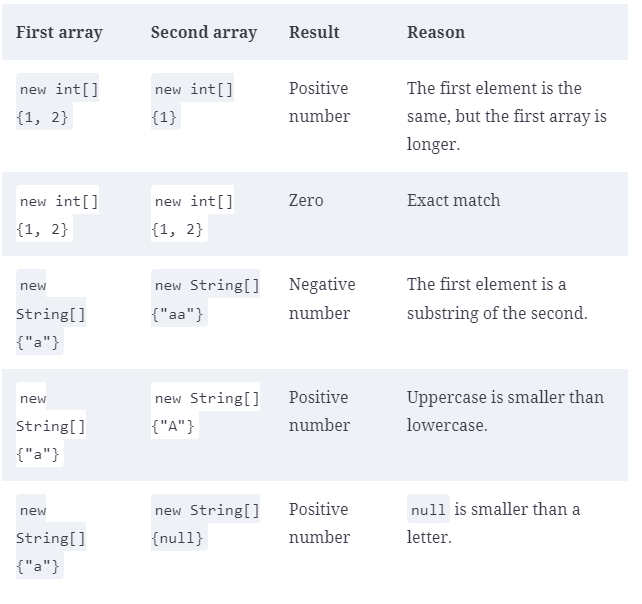 First array Second array Result Reason
new int[] new int[] Positive The first element is the
{1, 2} {1} number same, but the first array is
longer.
new int[] new int[] Zero Exact match
{1, 2} {1, 2}
new new String[] Negative The first element is a
String[] {"aa"} number substring of the second.
{"a"}
new new String[] Positive Uppercase is smaller than
String[] {"A"} number lowercase.
{"a"}
new new String[] Positive null is smaller than a
String[] {null} number letter.
{"a"}